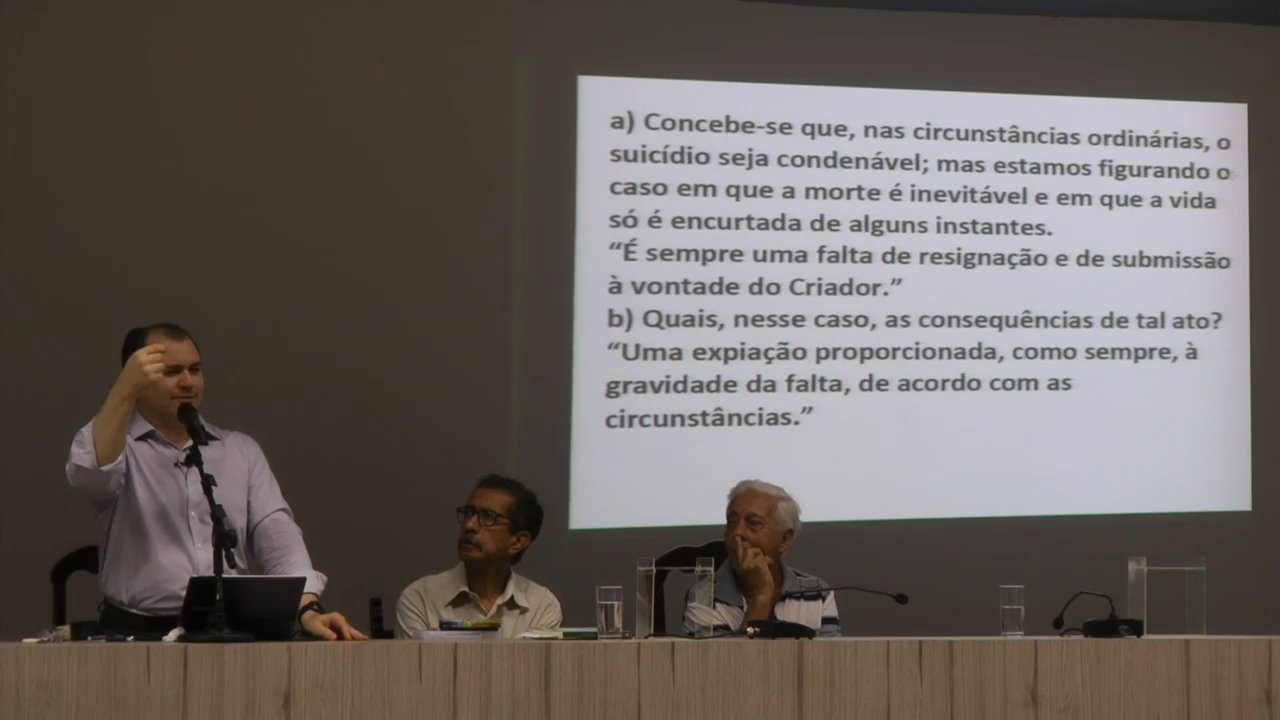 a) Concebe-se que, nas circunstâncias ordinárias, o
suicídio seja condenável; mas estamos figurando o
caso em que a morte é inevitável e em que a vida
só é encurtada de alguns instantes.
“É sempre uma falta de resignação e de submissão
à vontade do Criador.”
b) Quais, nesse caso, as consequências de tal ato?
“Uma expiação proporcionada, como sempre, à
gravidade da falta, de acordo com as
circunstâncias.”